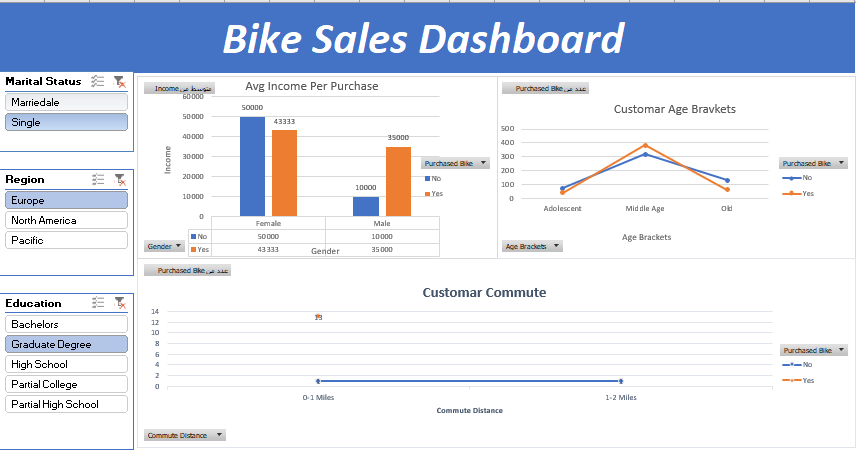 Bike Sales Dashboard
Marital Status
Marriedale
Single
Region
Europe
North America
Pacific
Education
Bachelors
Graduate Degree
High School
Partial College
Partial High School
متوسط من Income
Avg Income Per Purchase
60000
50000
40000
30000
20000
10000
0
Income
50000
43333
10000
35000
Female
Male
No
50000
10000
Yes
43333
35000
Gender
Gender
Purchased Bike
No
Yes
عدد من Purchased Bike
Customar Age Bravkets
500
400
300
200
100
0
Adolescent
Middle Age
Old
Age Brackets
Age Brackets
Purchased Bike
No
Yes
عدد من Purchased Bike
Customar Commute
14
12
10
8
6
4
2
0
13
0-1 Miles
1-2 Miles
Commute Distance
Commute Distance
Purchased Bike
No
Yes